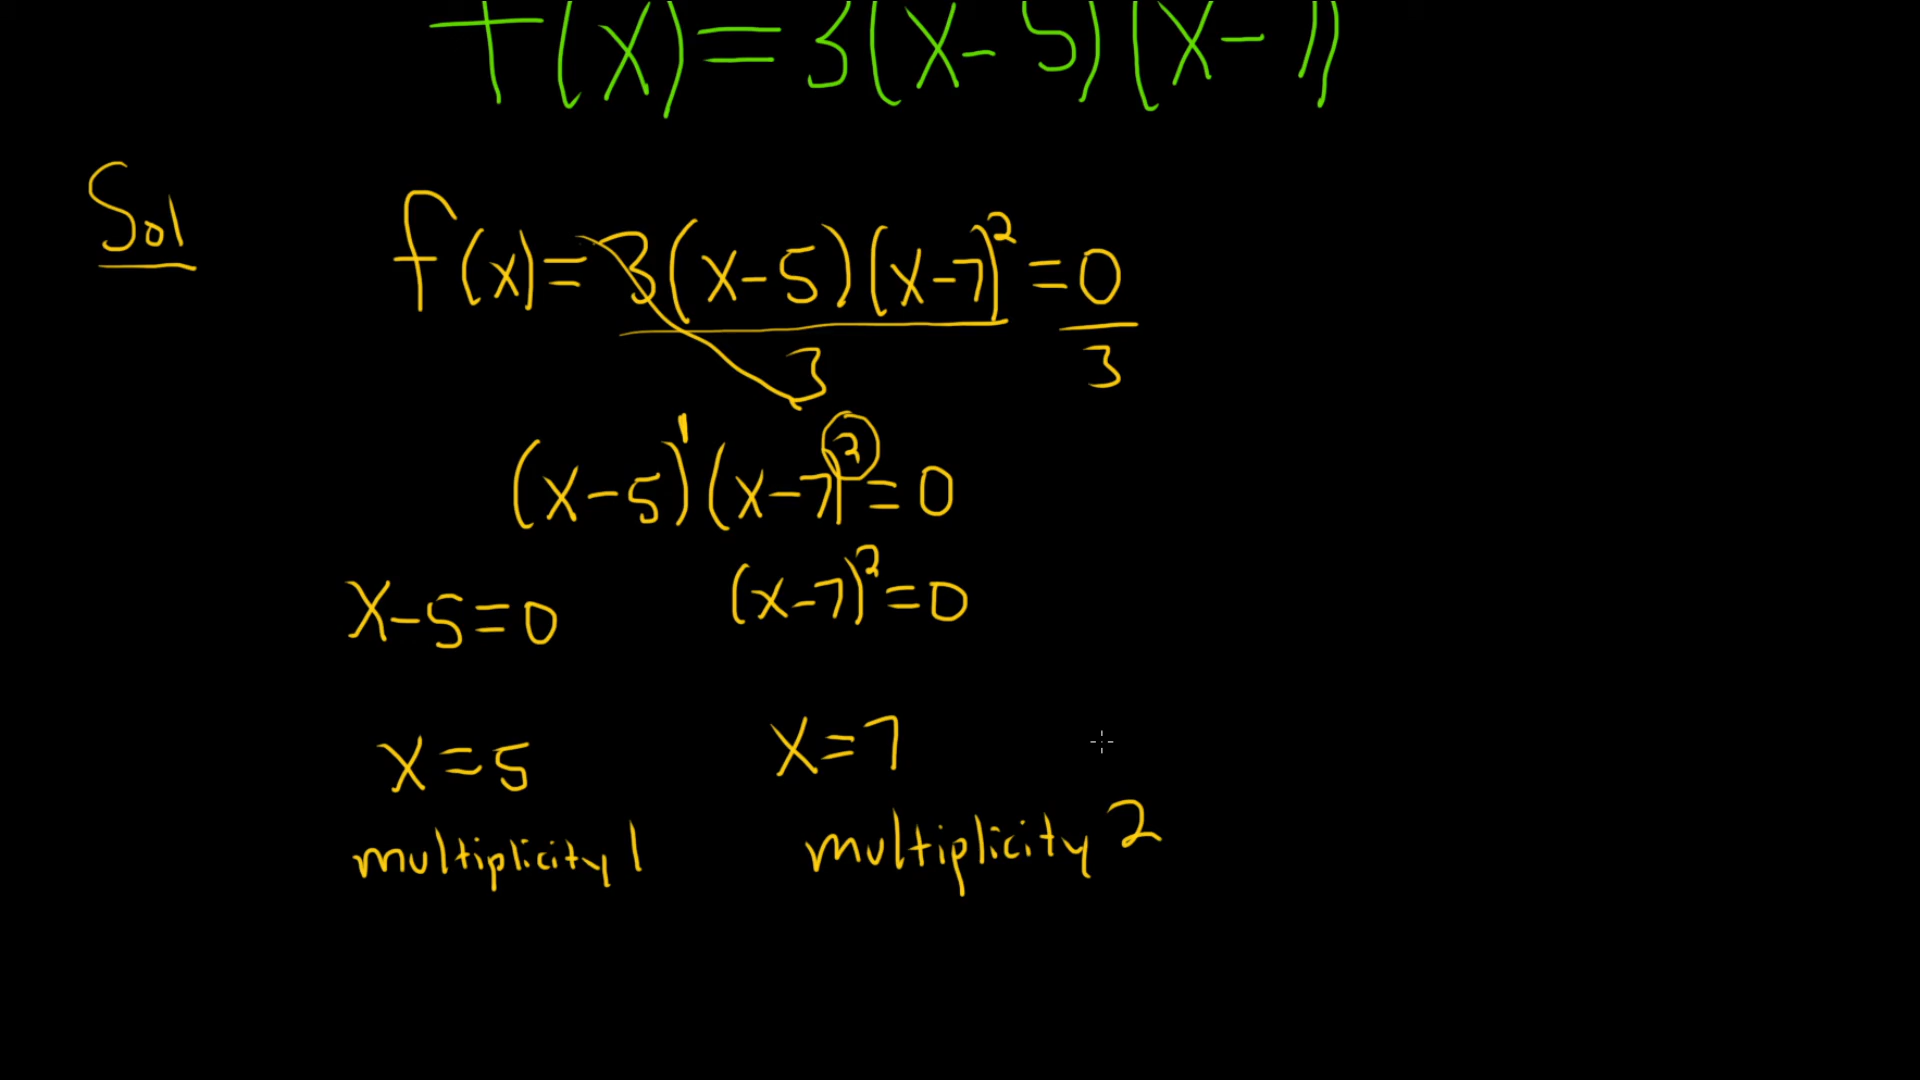 f(x)=3(x-5)(x-7)
Sol
f(x)=3(x-5)(x-7)²=0
3 3
(x-5)¹(x-7)²=0
x-5=0 (x-7)²=0
x=5 x=7
multiplicity 1 multiplicity 2